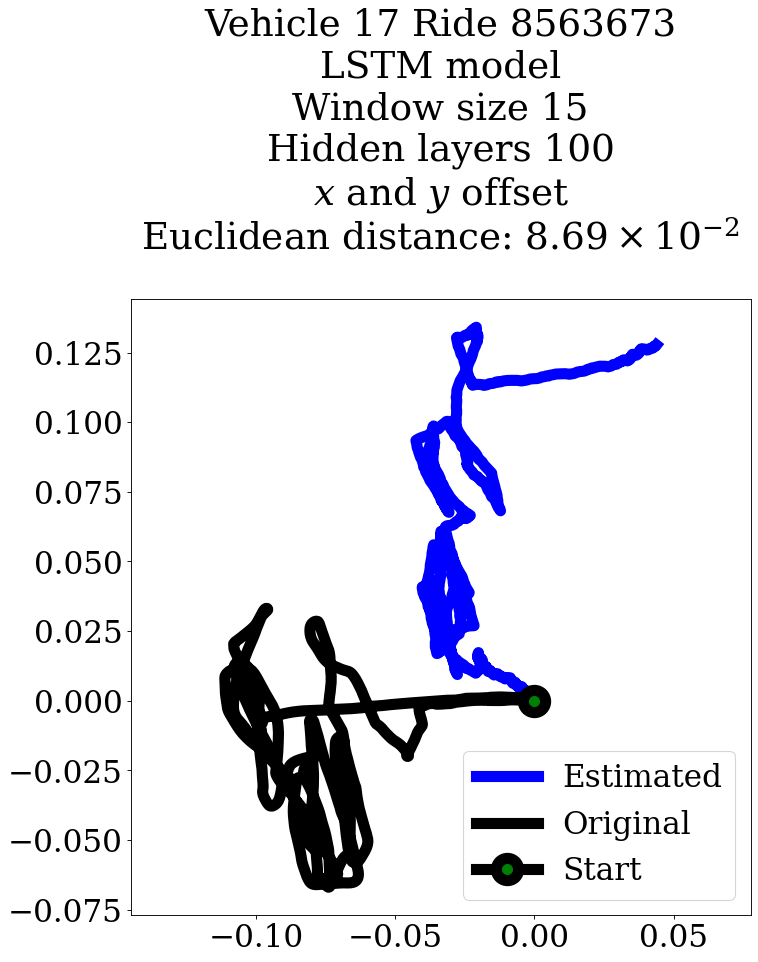 Vehicle 17 Ride 8563673
LSTM model
Window size 15
Hidden layers 100
x and y offset
Euclidean distance: 8.69 × 10⁻²
0.125
0.100
0.075
0.050
0.025
0.000
−0.025
−0.050
−0.075
−0.10 −0.05 0.00 0.05
Estimated
Original
Start